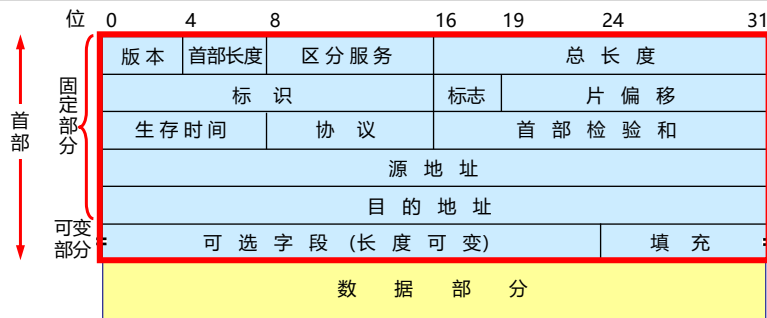 位 0 4 8 16 19 24 31
版本 首部长度 区分服务 总长度
标识 标志 片偏移
生存时间 协议 首部检验和
源地址
目的地址
可选字段 (长度可变) 填充
数据部分
首部
固定部分
可变部分